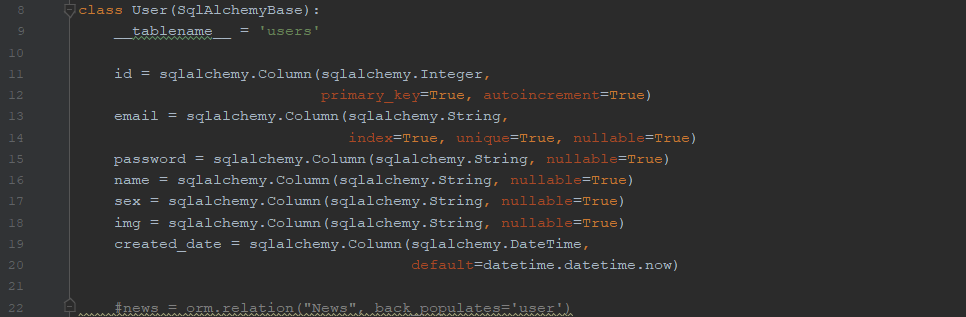 8 class User(SqlAlchemyBase):
9     __tablename__ = 'users'
10
11     id = sqlalchemy.Column(sqlalchemy.Integer,
12                            primary_key=True, autoincrement=True)
13     email = sqlalchemy.Column(sqlalchemy.String,
14                               index=True, unique=True, nullable=True)
15     password = sqlalchemy.Column(sqlalchemy.String, nullable=True)
16     name = sqlalchemy.Column(sqlalchemy.String, nullable=True)
17     sex = sqlalchemy.Column(sqlalchemy.String, nullable=True)
18     img = sqlalchemy.Column(sqlalchemy.String, nullable=True)
19     created_date = sqlalchemy.Column(sqlalchemy.DateTime,
20                                      default=datetime.datetime.now)
21
22     #news = orm.relation("News", back_populates='user')